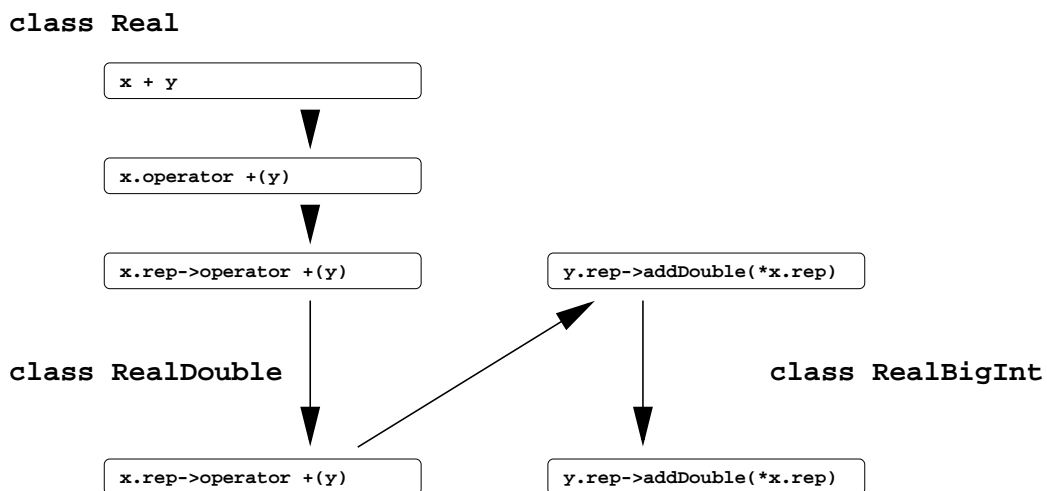 class Real
x + y
x.operator +(y)
x.rep->operator +(y)
y.rep->addDouble(*x.rep)
class RealDouble
class RealBigInt
x.rep->operator +(y)
y.rep->addDouble(*x.rep)